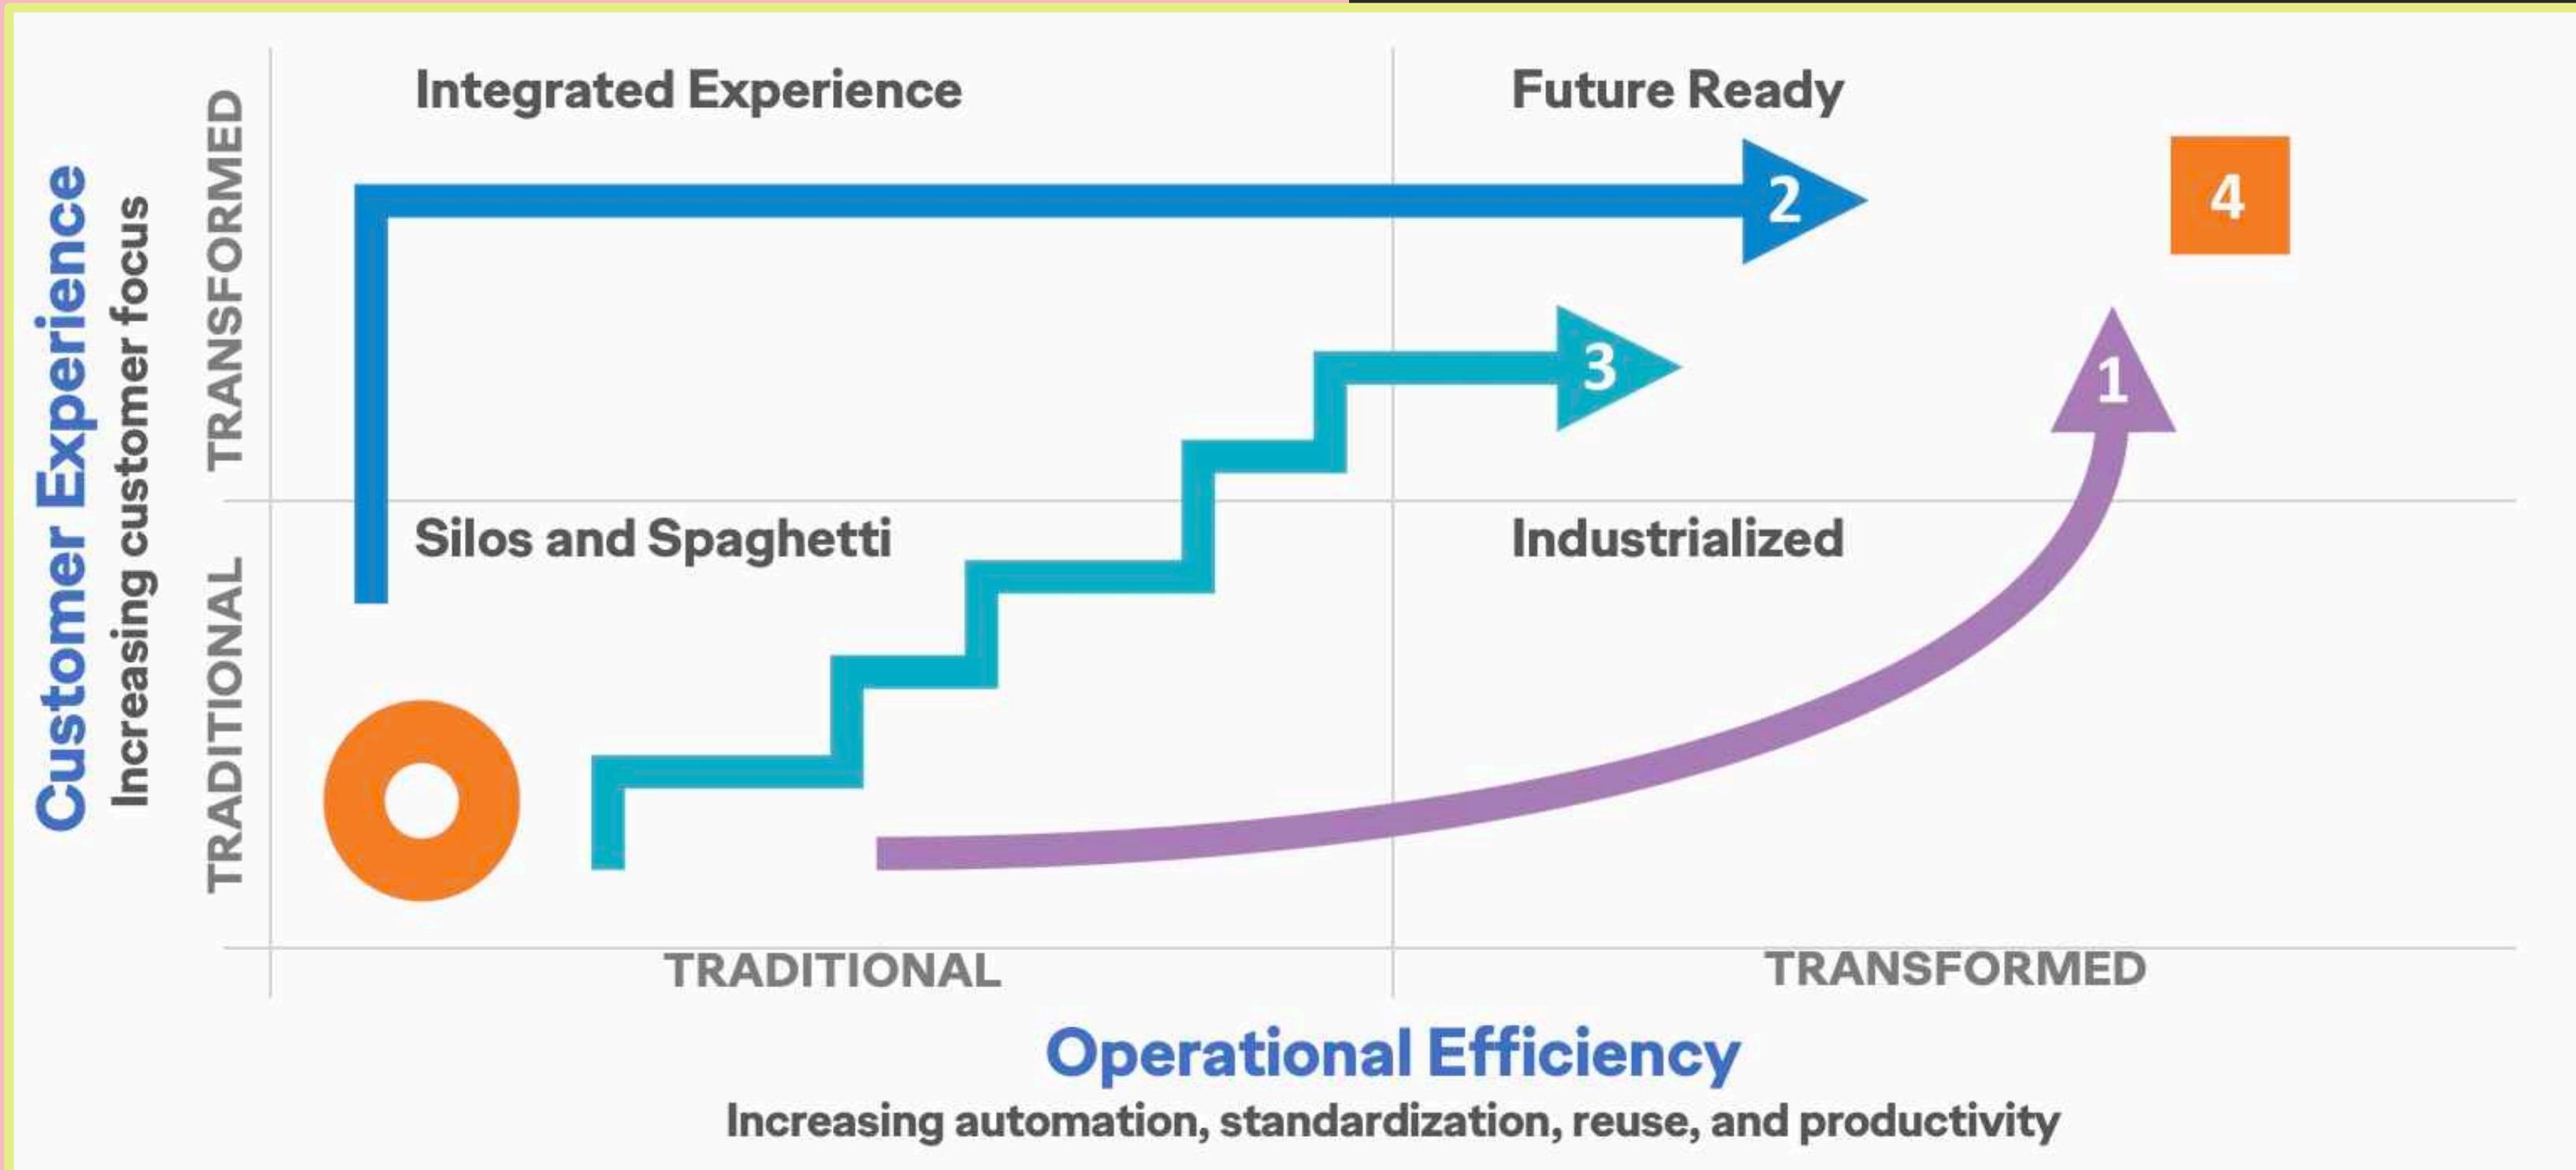 Customer Experience
Increasing customer focus
TRANSFORMED
TRADITIONAL
Integrated Experience
Future Ready
2
4
3
1
Silos and Spaghetti
Industrialized
TRADITIONAL
TRANSFORMED
Operational Efficiency
Increasing automation, standardization, reuse, and productivity